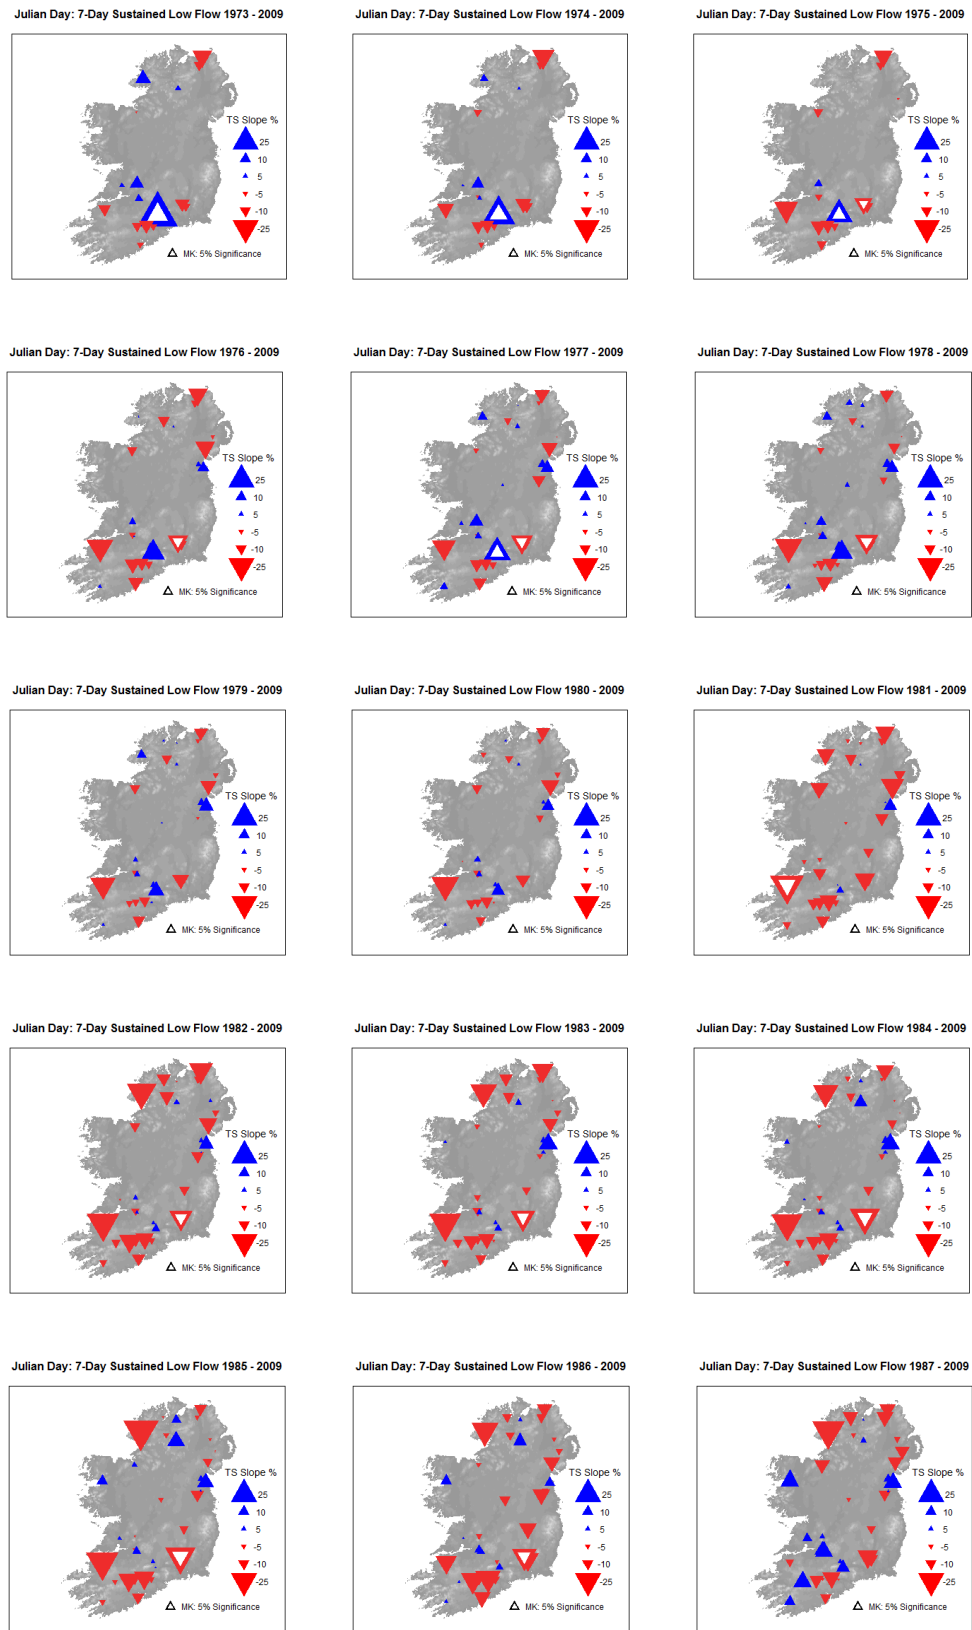 Julian Day: 7-Day Sustained Low Flow 1973 - 2009
TS Slope %
25
10
5
-5
-10
-25
MK: 5% Significance
Julian Day: 7-Day Sustained Low Flow 1974 - 2009
TS Slope %
25
10
5
-5
-10
-25
MK: 5% Significance
Julian Day: 7-Day Sustained Low Flow 1975 - 2009
TS Slope %
25
10
5
-5
-10
-25
MK: 5% Significance
Julian Day: 7-Day Sustained Low Flow 1976 - 2009
TS Slope %
25
10
5
-5
-10
-25
MK: 5% Significance
Julian Day: 7-Day Sustained Low Flow 1977 - 2009
TS Slope %
25
10
5
-5
-10
-25
MK: 5% Significance
Julian Day: 7-Day Sustained Low Flow 1978 - 2009
TS Slope %
25
10
5
-5
-10
-25
MK: 5% Significance
Julian Day: 7-Day Sustained Low Flow 1979 - 2009
TS Slope %
25
10
5
-5
-10
-25
MK: 5% Significance
Julian Day: 7-Day Sustained Low Flow 1980 - 2009
TS Slope %
25
10
5
-5
-10
-25
MK: 5% Significance
Julian Day: 7-Day Sustained Low Flow 1981 - 2009
TS Slope %
25
10
5
-5
-10
-25
MK: 5% Significance
Julian Day: 7-Day Sustained Low Flow 1982 - 2009
TS Slope %
25
10
5
-5
-10
-25
MK: 5% Significance
Julian Day: 7-Day Sustained Low Flow 1983 - 2009
TS Slope %
25
10
5
-5
-10
-25
MK: 5% Significance
Julian Day: 7-Day Sustained Low Flow 1984 - 2009
TS Slope %
25
10
5
-5
-10
-25
MK: 5% Significance
Julian Day: 7-Day Sustained Low Flow 1985 - 2009
TS Slope %
25
10
5
-5
-10
-25
MK: 5% Significance
Julian Day: 7-Day Sustained Low Flow 1986 - 2009
TS Slope %
25
10
5
-5
-10
-25
MK: 5% Significance
Julian Day: 7-Day Sustained Low Flow 1987 - 2009
TS Slope %
25
10
5
-5
-10
-25
MK: 5% Significance